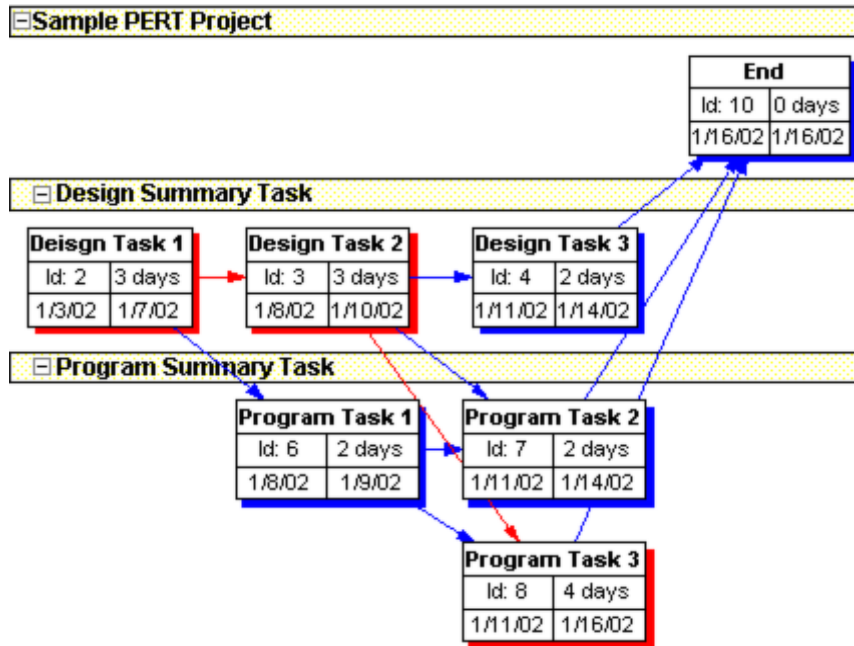 Sample PERT Project
End
Id: 10 0 days
1/16/02 1/16/02
Design Summary Task
Deisgn Task 1
Id: 2 3 days
1/3/02 1/7/02
Design Task 2
Id: 3 3 days
1/8/02 1/10/02
Design Task 3
Id: 4 2 days
1/11/02 1/14/02
Program Summary Task
Program Task 1
Id: 6 2 days
1/8/02 1/9/02
Program Task 2
Id: 7 2 days
1/11/02 1/14/02
Program Task 3
Id: 8 4 days
1/11/02 1/16/02